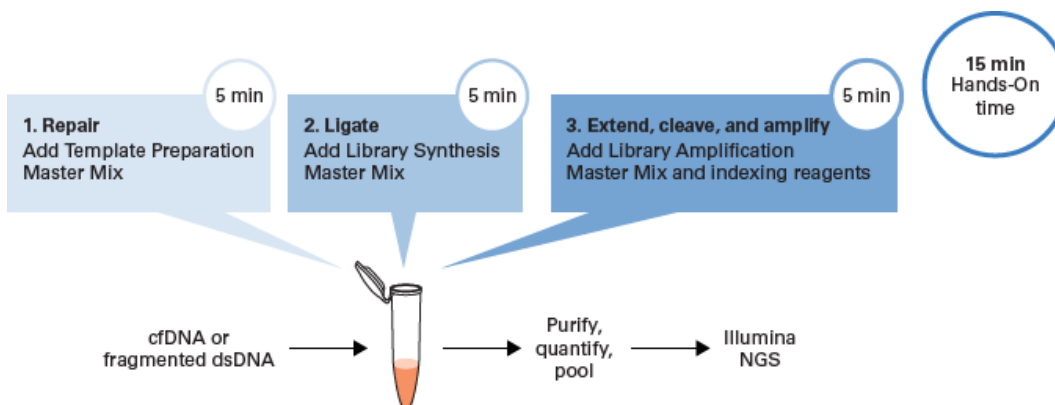 5 min
1. Repair
Add Template Preparation
Master Mix
5 min
2. Ligate
Add Library Synthesis
Master Mix
5 min
3. Extend, cleave, and amplify
Add Library Amplification
Master Mix and indexing reagents
15 min
Hands-On
time
cfDNA or
fragmented dsDNA
Purify,
quantify,
pool
Illumina
NGS